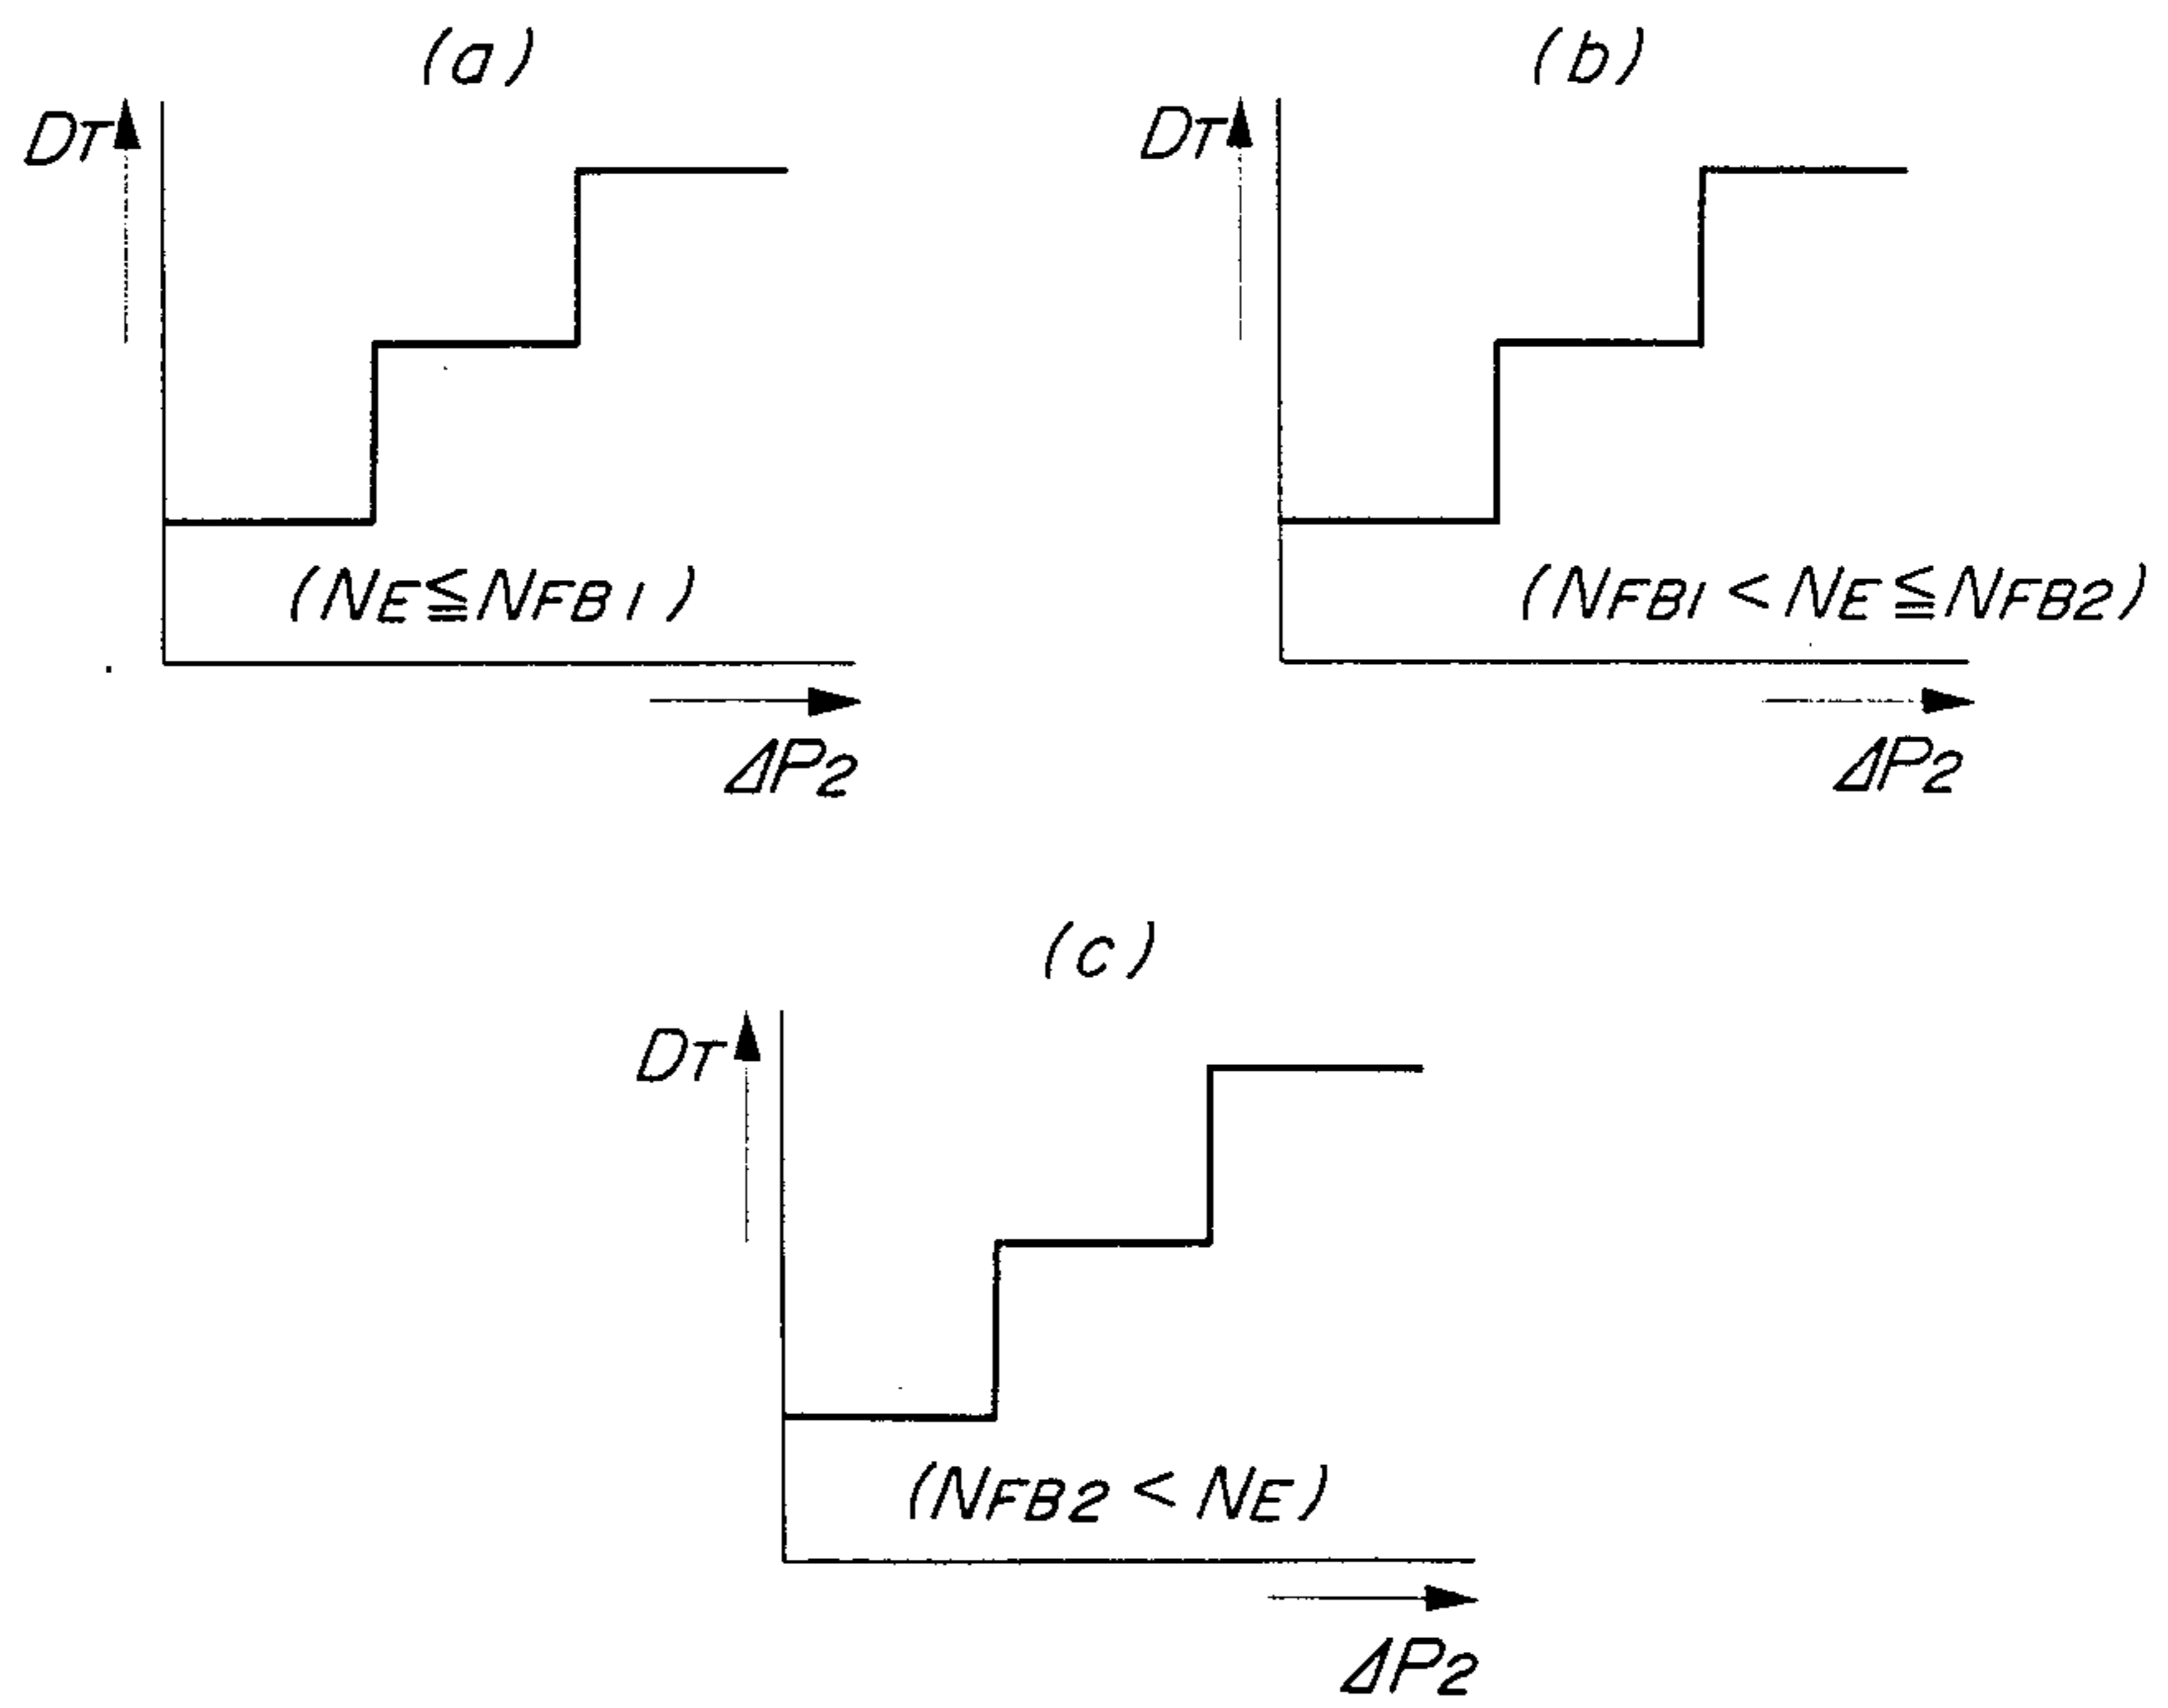 (a)
DT
(NE≦NFB1)
ΔP2
(b)
DT
(NFB1<NE≦NFB2)
ΔP2
(c)
DT
(NFB2<NE)
ΔP2